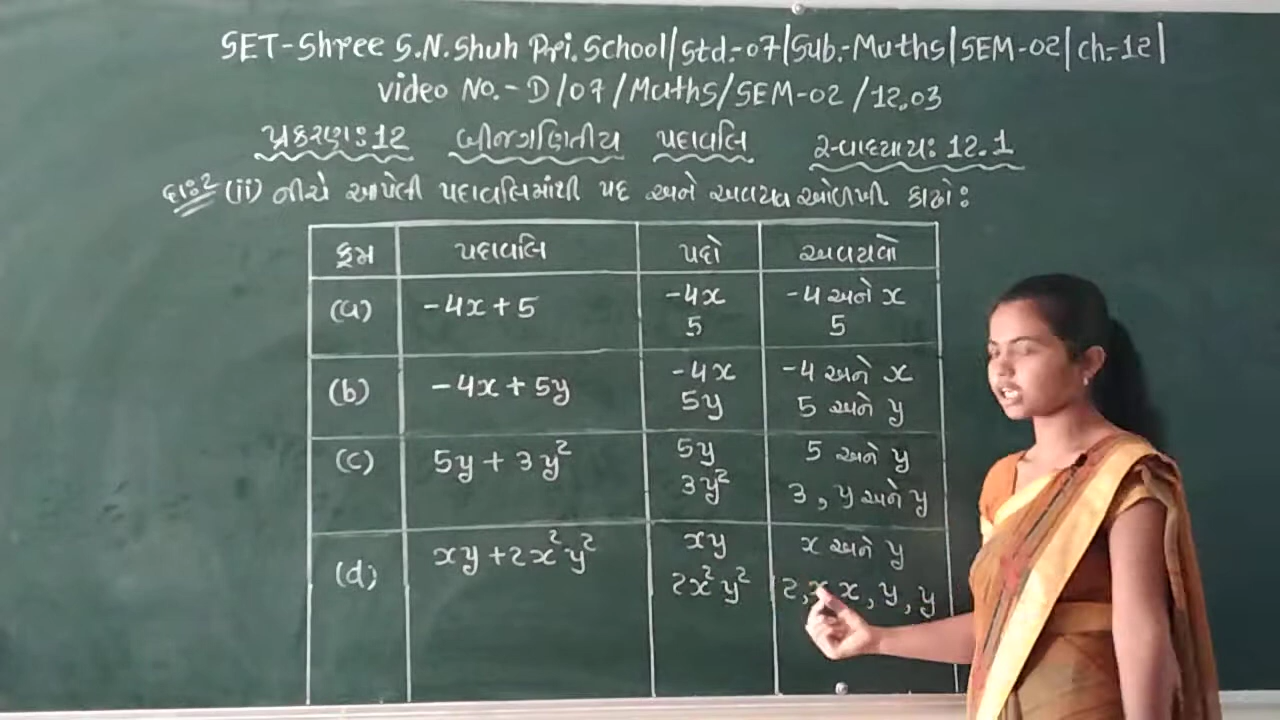 SET-Shree S.N.Shah Pri.School/Std.-07/Sub.-Maths/SEM-02/ch.-12/
video No.- D/07/Maths/SEM-02/12.03
પ્રકરણ: 12 બીજગણિતીય પદાવલિ સ્વાધ્યાય: 12.1
દા:2 (ii) નીચે આપેલી પદાવલિમાંથી પદ અને અવયવ ઓળખી કાઢો:
ક્રમ પદાવલિ પદો અવયવો
(a) -4x+5 -4x -4 અને x
5 5
(b) -4x+5y -4x -4 અને x
5y 5 અને y
(c) 5y+3y² 5y 5 અને y
3y² 3, y અને y
(d) xy+2x²y² xy x અને y
2x²y² 2, x x, y, y